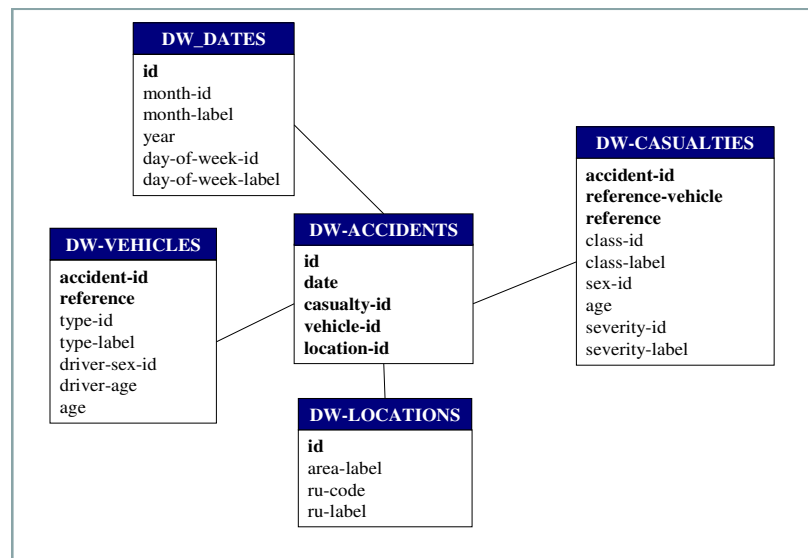 DW_DATES
id
month-id
month-label
year
day-of-week-id
day-of-week-label
DW-CASUALTIES
accident-id
reference-vehicle
reference
class-id
class-label
sex-id
age
severity-id
severity-label
DW-VEHICLES
accident-id
reference
type-id
type-label
driver-sex-id
driver-age
age
DW-ACCIDENTS
id
date
casualty-id
vehicle-id
location-id
DW-LOCATIONS
id
area-label
ru-code
ru-label